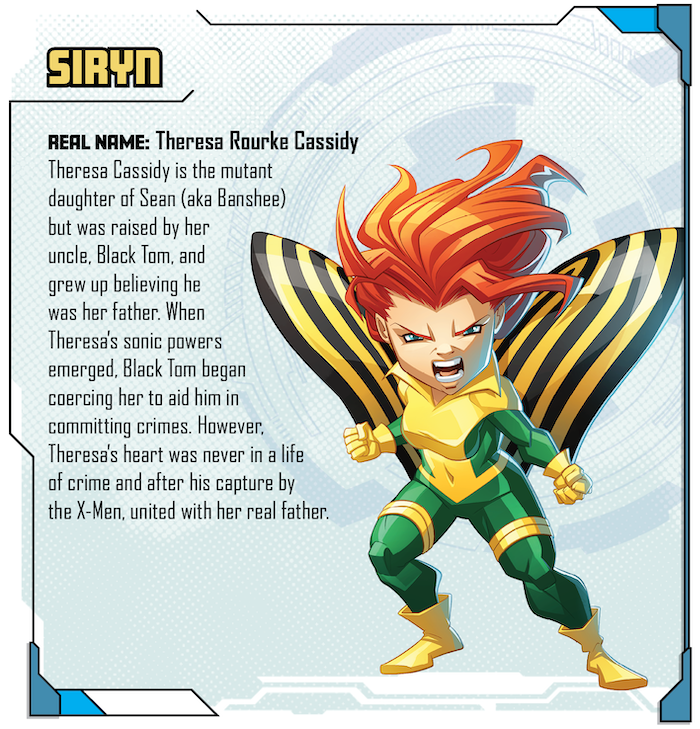 SIRYN
REAL NAME: Theresa Rourke Cassidy
Theresa Cassidy is the mutant
daughter of Sean (aka Banshee)
but was raised by her
uncle, Black Tom, and
grew up believing he
was her father. When
Theresa's sonic powers
emerged, Black Tom began
coercing her to aid him in
committing crimes. However,
Theresa's heart was never in a life
of crime and after his capture by
the X-Men, united with her real father.